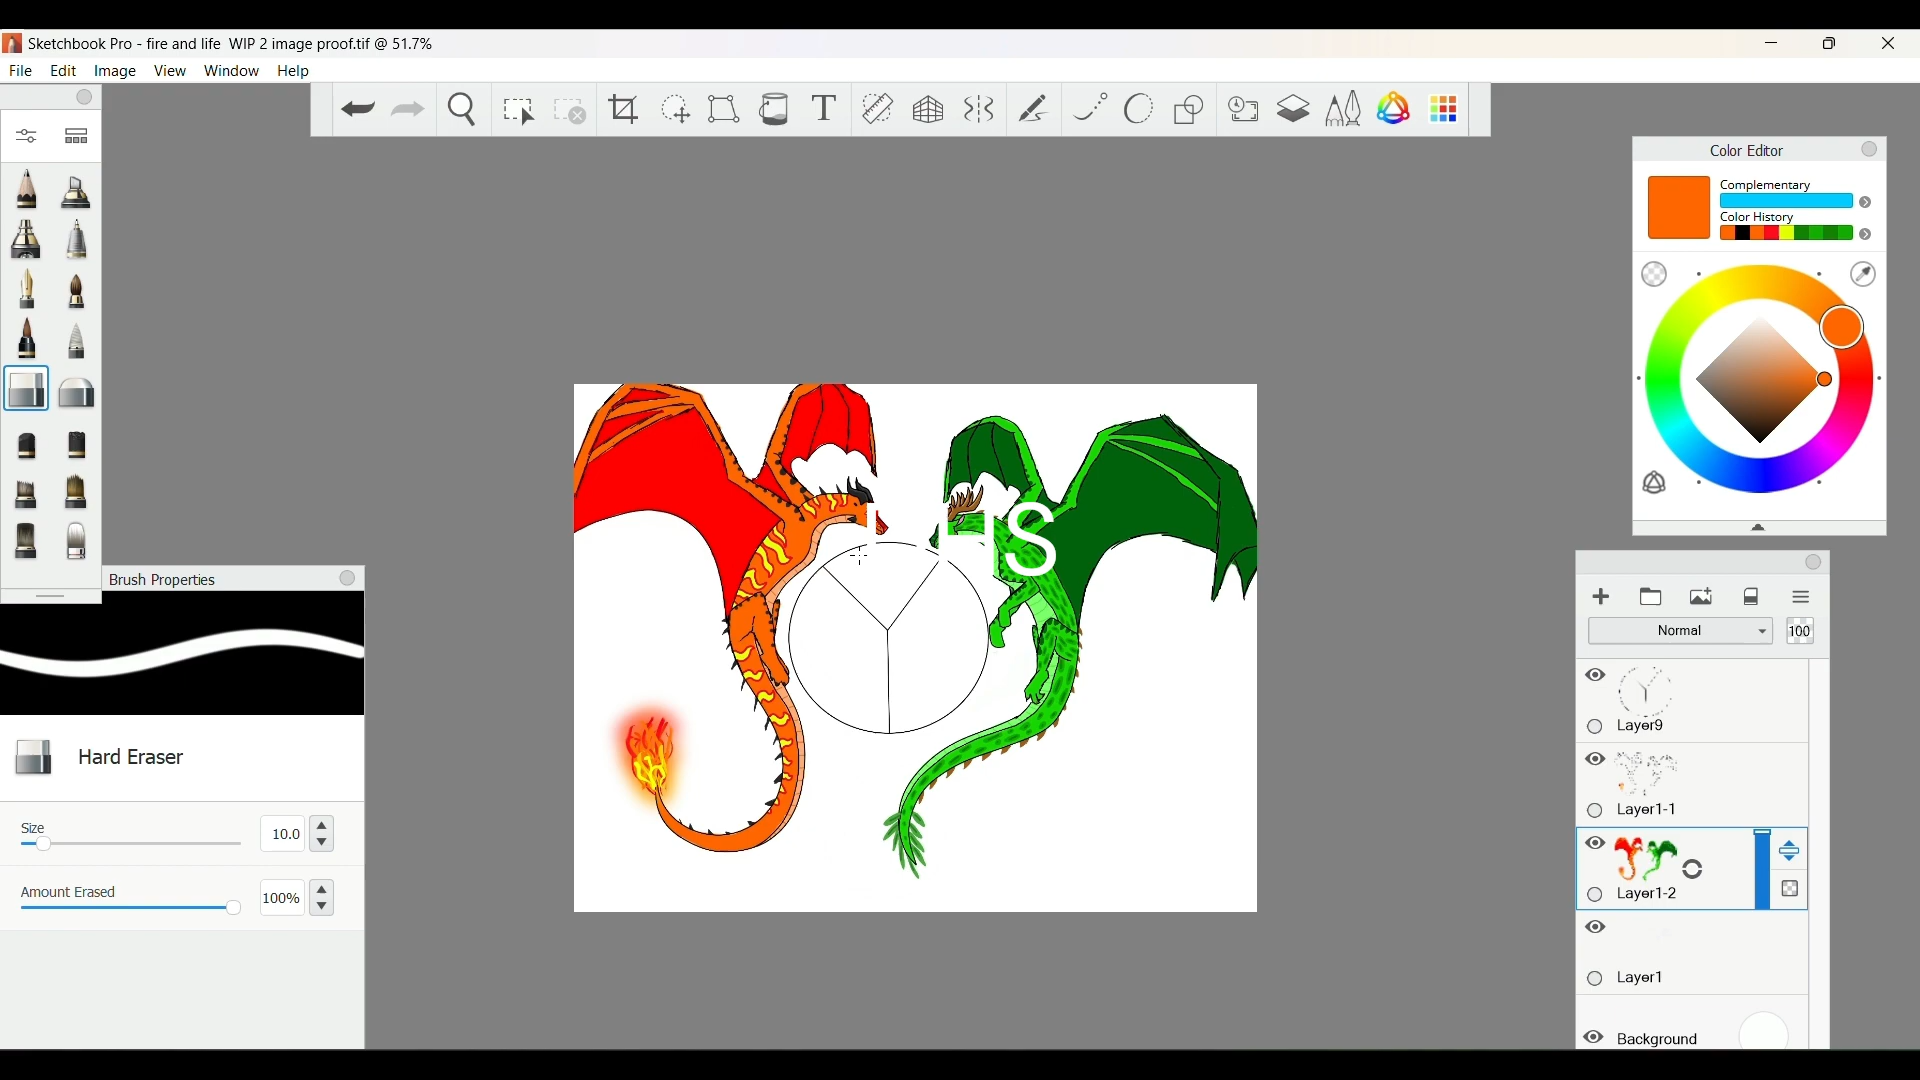 Sketchbook Pro - fire and life WIP 2 image proof.tif @ 51.7%
File Edit Image View Window Help
T
Color Editor
Complementary
Color History
Brush Properties
Hard Eraser
Size
10.0
Amount Erased
100%
Normal
100
Layer9
Layer1-1
Layer1-2
Layer1
Background